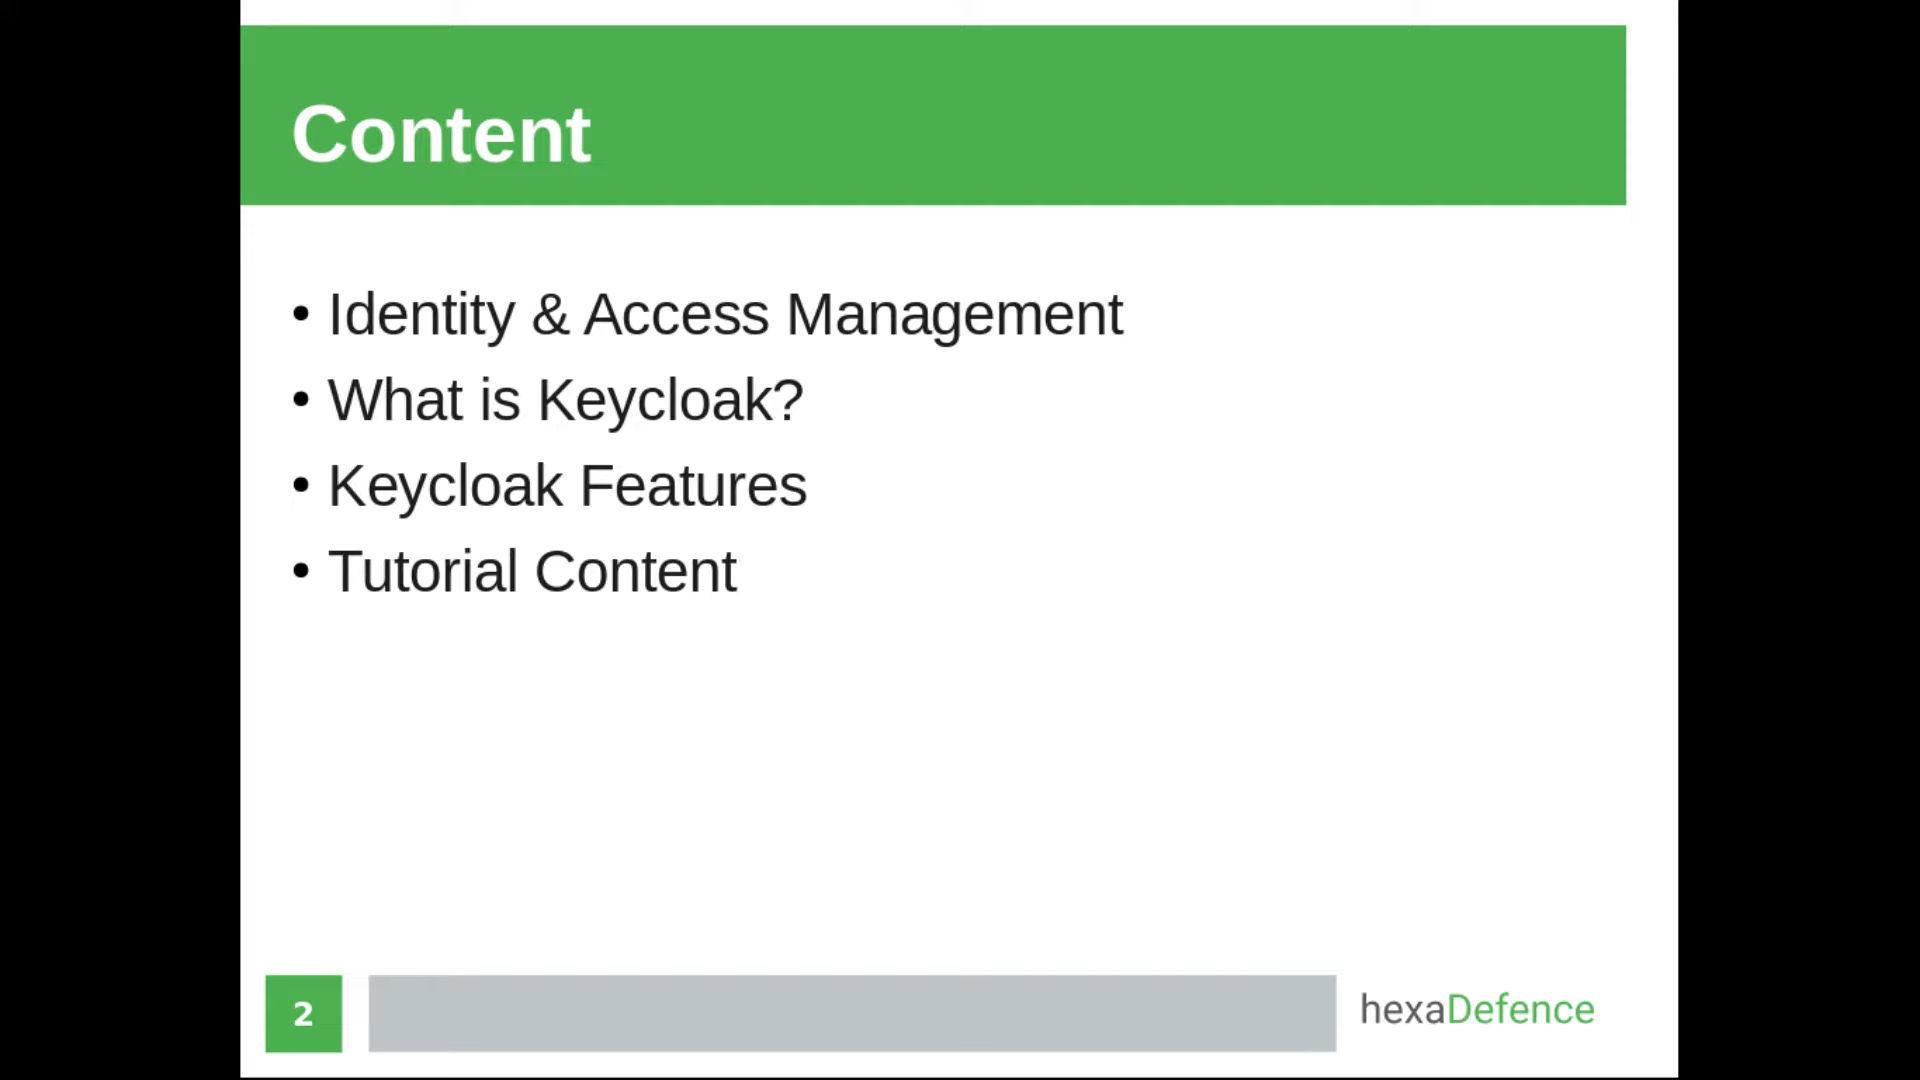 Content
• Identity & Access Management
• What is Keycloak?
• Keycloak Features
• Tutorial Content
2
hexaDefence